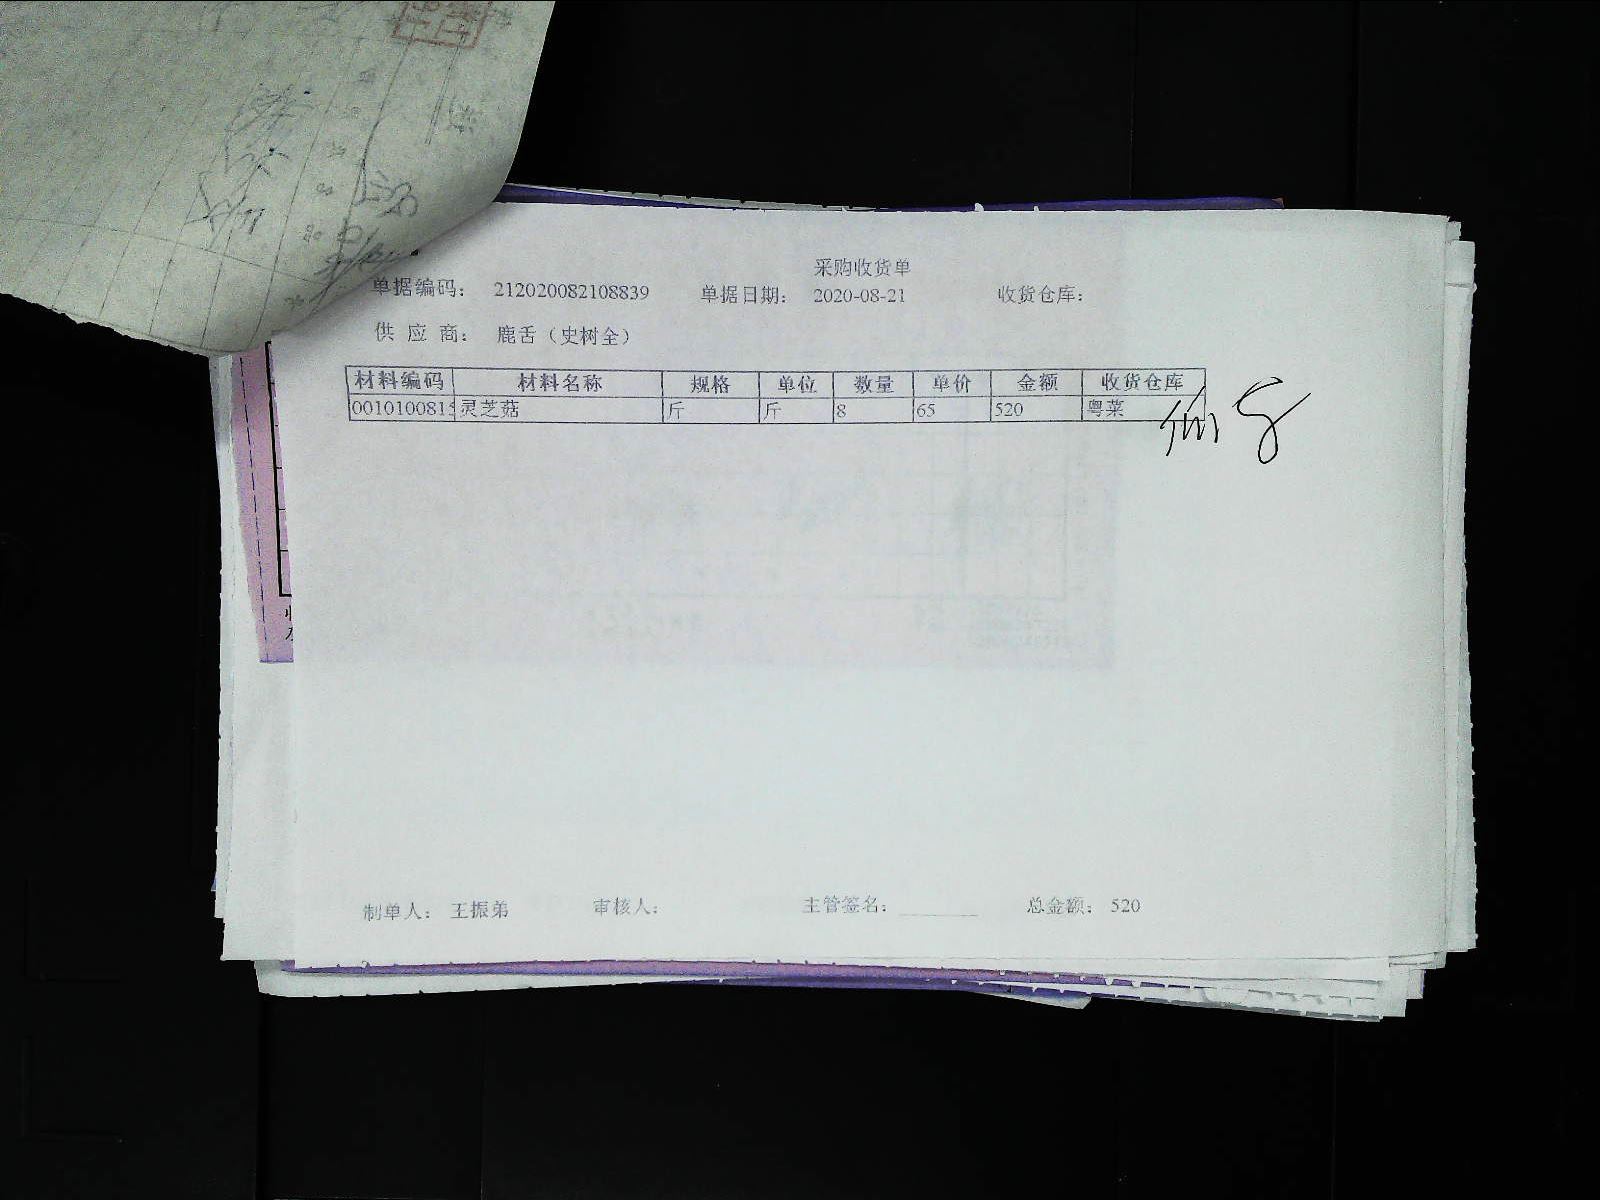 采购收货单
单据编码： 212020082108839 单据日期： 2020-08-21 收货仓库：
供 应 商： 鹿舌（史树全）
材料编码 材料名称 规格 单位 数量 单价 金额 收货仓库
0010100815 灵芝菇 斤 斤 8 65 520 粤菜
制单人： 王振弟 审核人： 主管签名： 总金额： 520